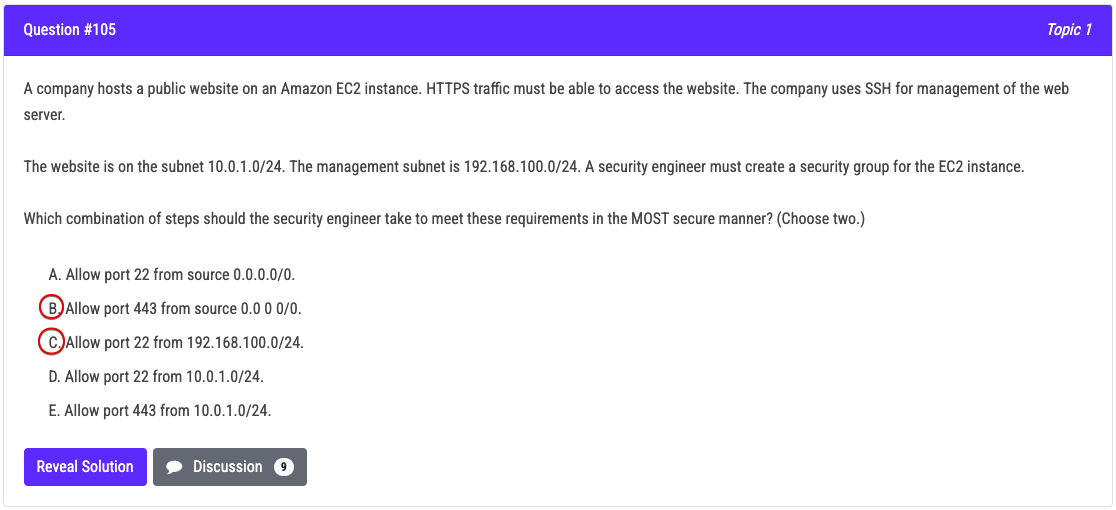 Question #105
Topic 1
A company hosts a public website on an Amazon EC2 instance. HTTPS traffic must be able to access the website. The company uses SSH for management of the web
server.
The website is on the subnet 10.0.1.0/24. The management subnet is 192.168.100.0/24. A security engineer must create a security group for the EC2 instance.
Which combination of steps should the security engineer take to meet these requirements in the MOST secure manner? (Choose two.)
A. Allow port 22 from source 0.0.0.0/0.
B. Allow port 443 from source 0.0 0 0/0.
C. Allow port 22 from 192.168.100.0/24.
D. Allow port 22 from 10.0.1.0/24.
E. Allow port 443 from 10.0.1.0/24.
Reveal Solution
Discussion 9